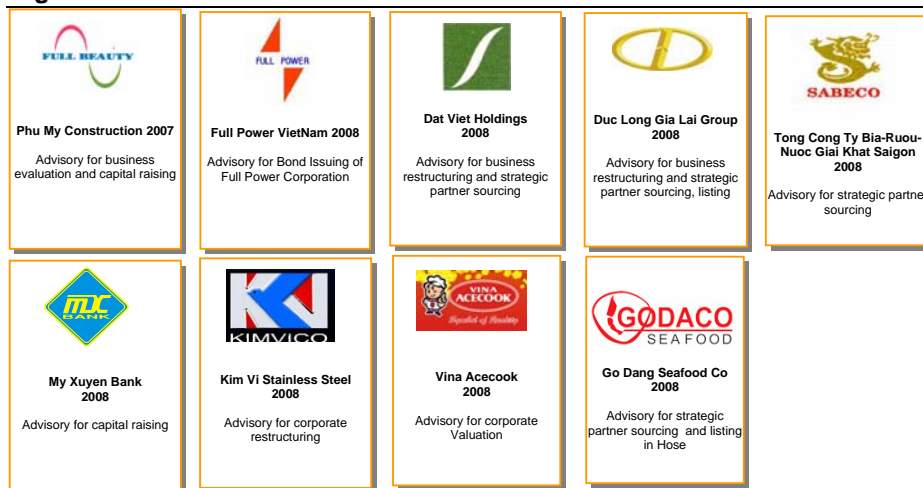 FULL BEAUTY
Phu My Construction 2007
Advisory for business
evaluation and capital raising
FULL POWER
Full Power VietNam 2008
Advisory for Bond Issuing of
Full Power Corporation
Dat Viet Holdings
2008
Advisory for business
restructuring and strategic
partner sourcing
Duc Long Gia Lai Group
2008
Advisory for business
restructuring and strategic
partner sourcing, listing
SABECO
Tong Cong Ty Bia-Ruou-
Nuoc Giai Khat Saigon
2008
Advisory for strategic partne
sourcing
MXC
BANK
My Xuyen Bank
2008
Advisory for capital raising
KIMVICO
Kim Vi Stainless Steel
2008
Advisory for corporate
restructuring
VINA
ACECOOK
Vina Acecook
2008
Advisory for corporate
Valuation
GODACO
SEAFOOD
Go Dang Seafood Co
2008
Advisory for strategic
partner sourcing and listing
in Hose